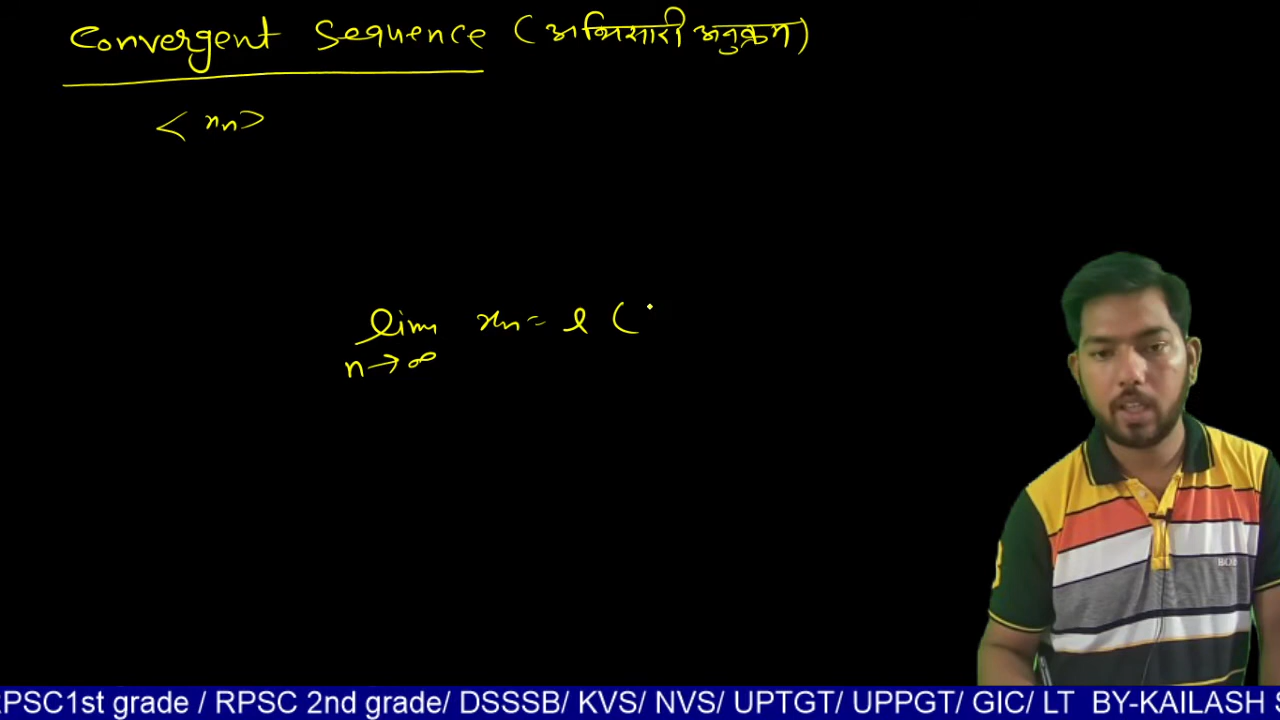 Convergent Sequence (अभिसारी अनुक्रम)
< xn>
lim xn = l (
n→∞
RPSC1st grade / RPSC 2nd grade/ DSSSB/ KVS/ NVS/ UPTGT/ UPPGT/ GIC/ LT BY-KAILASH S